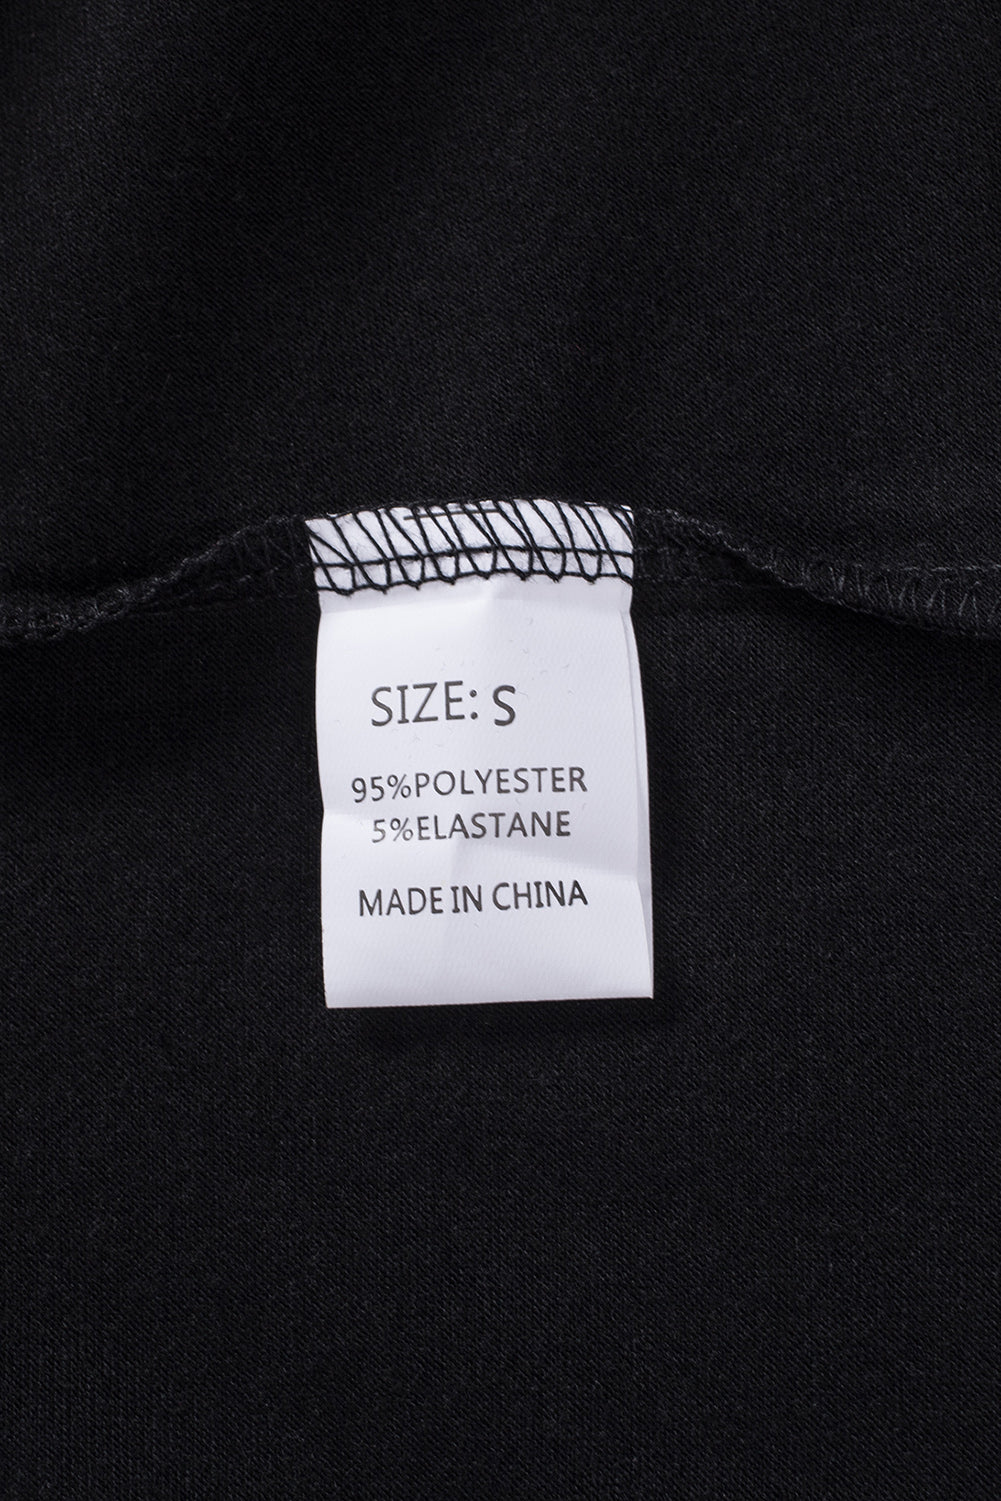 SIZE: S
95%POLYESTER
5%ELASTANE
MADE IN CHINA